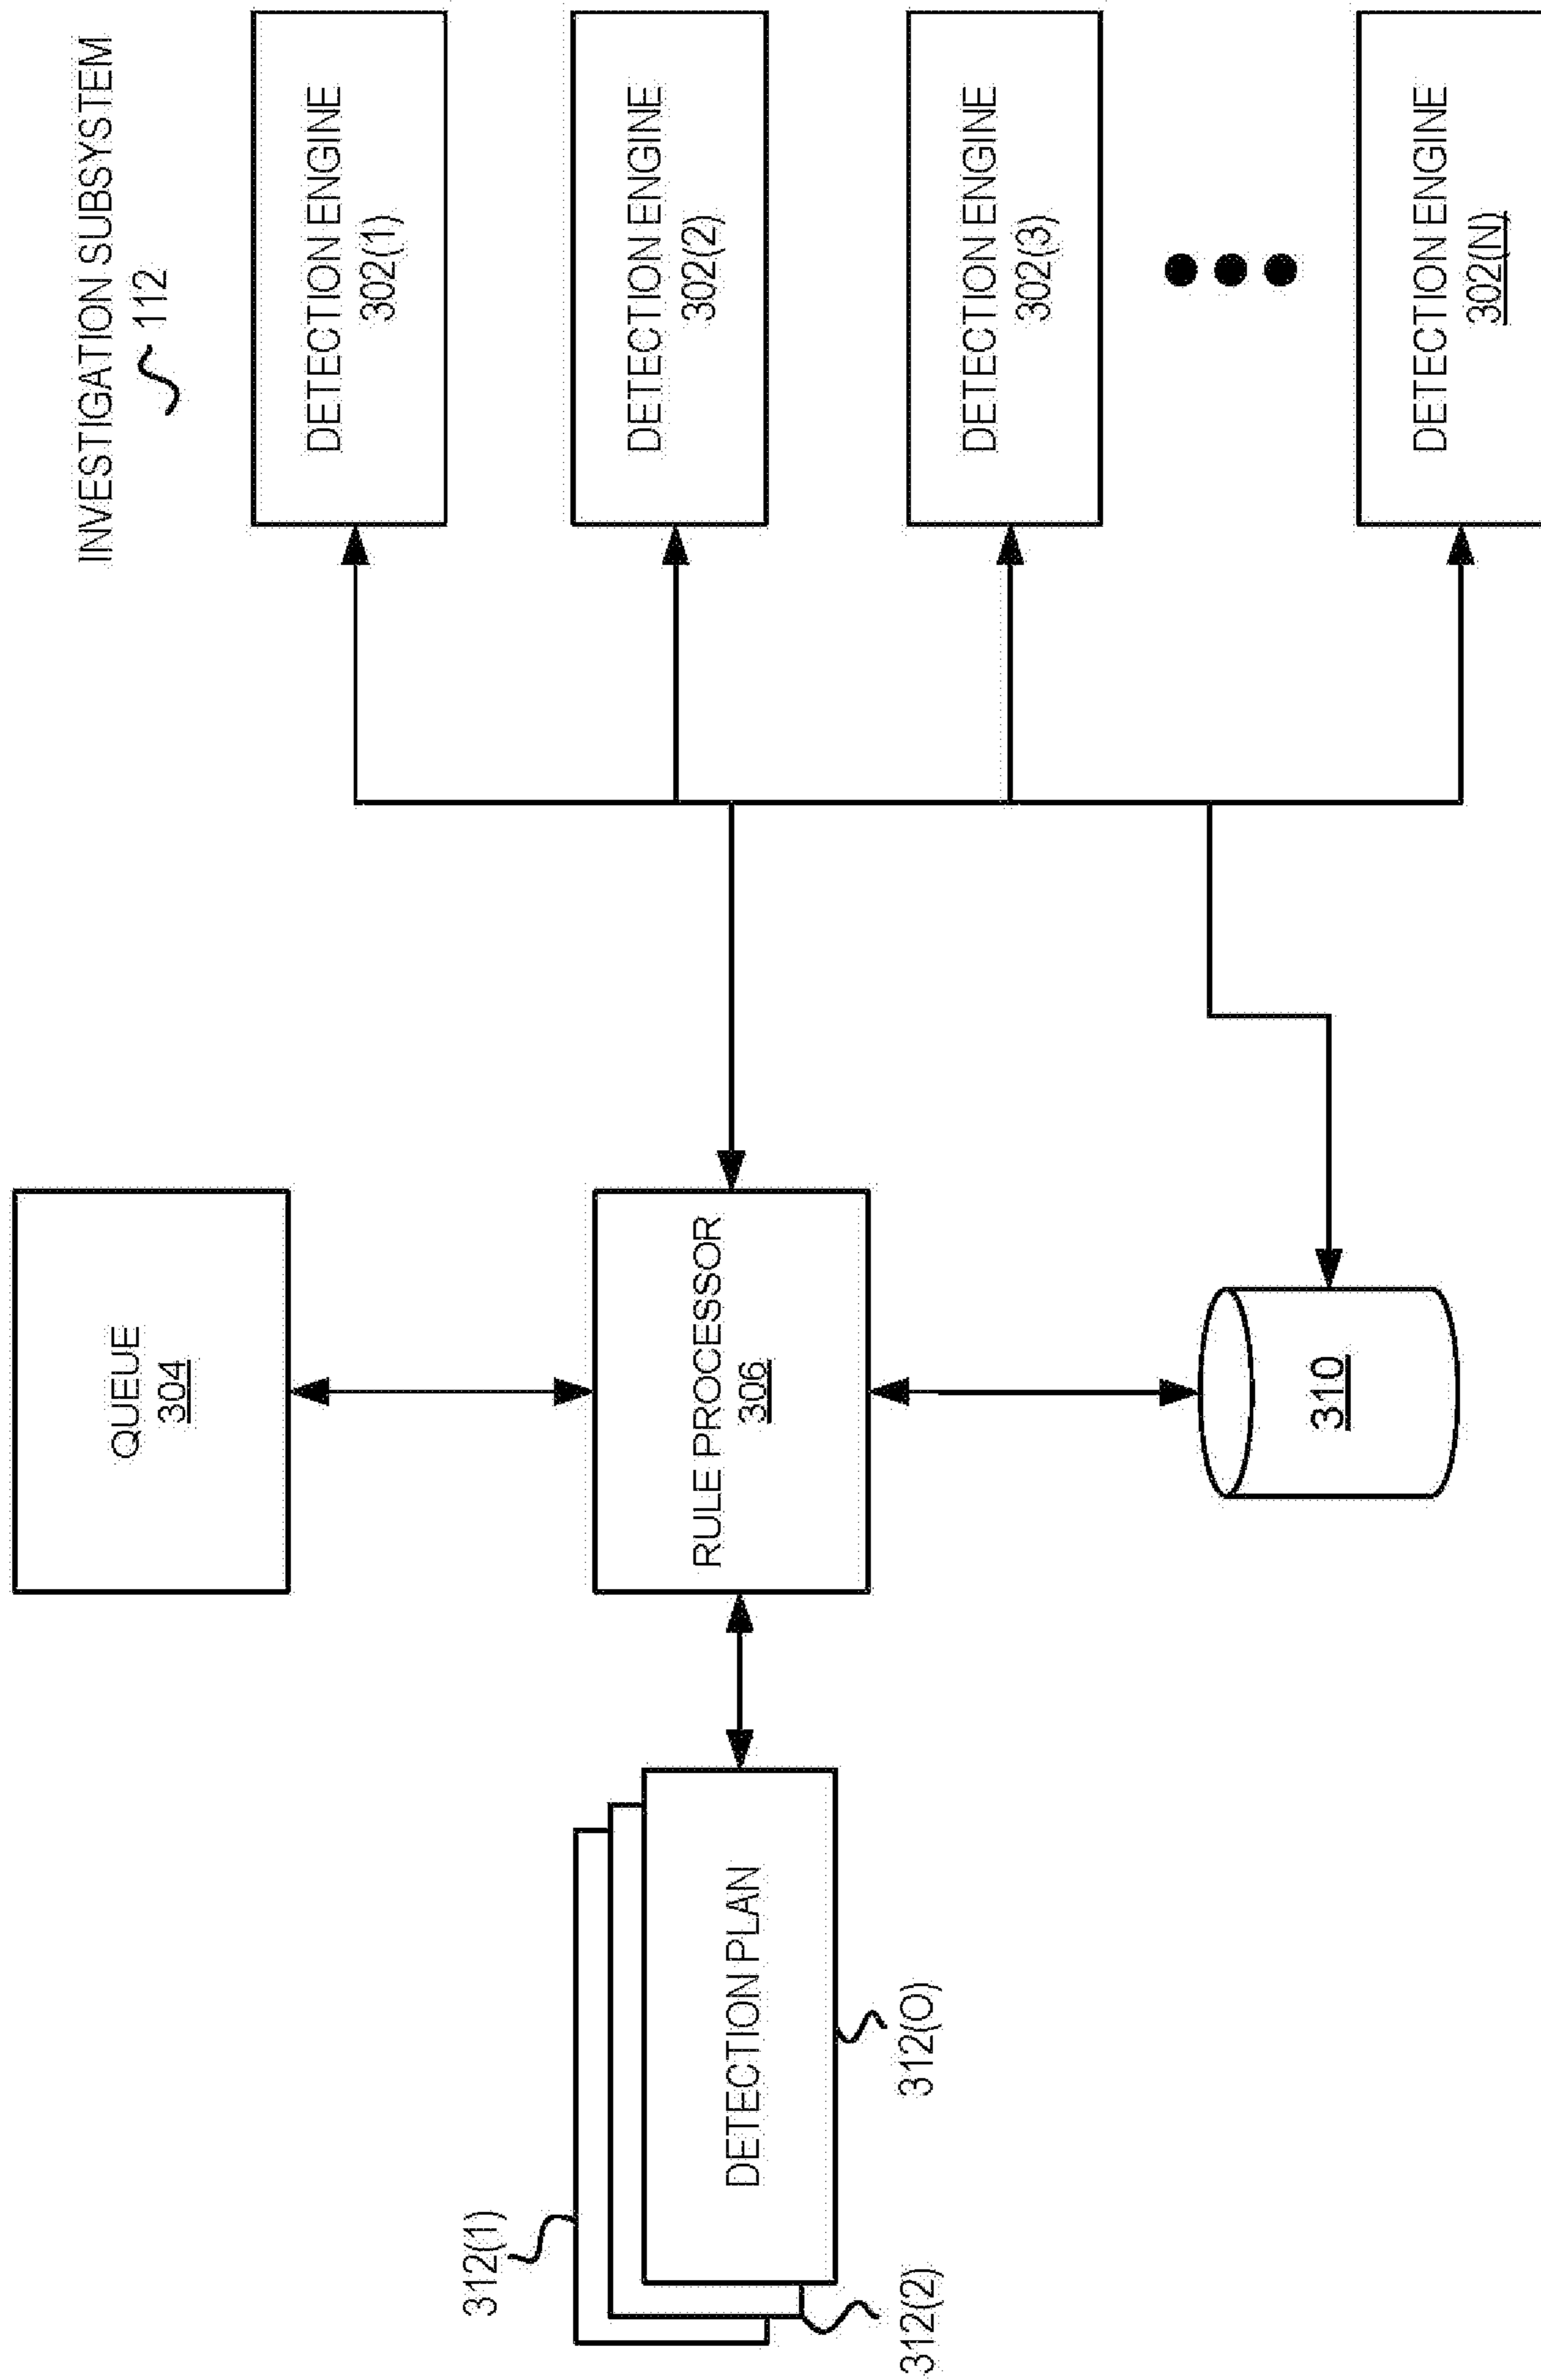 INVESTIGATION SUBSYSTEM
112
QUEUE
304
DETECTION ENGINE
302(1)
312(1)
DETECTION PLAN
312(2)
312(O)
RULE PROCESSOR
306
DETECTION ENGINE
302(2)
DETECTION ENGINE
302(3)
310
DETECTION ENGINE
302(N)